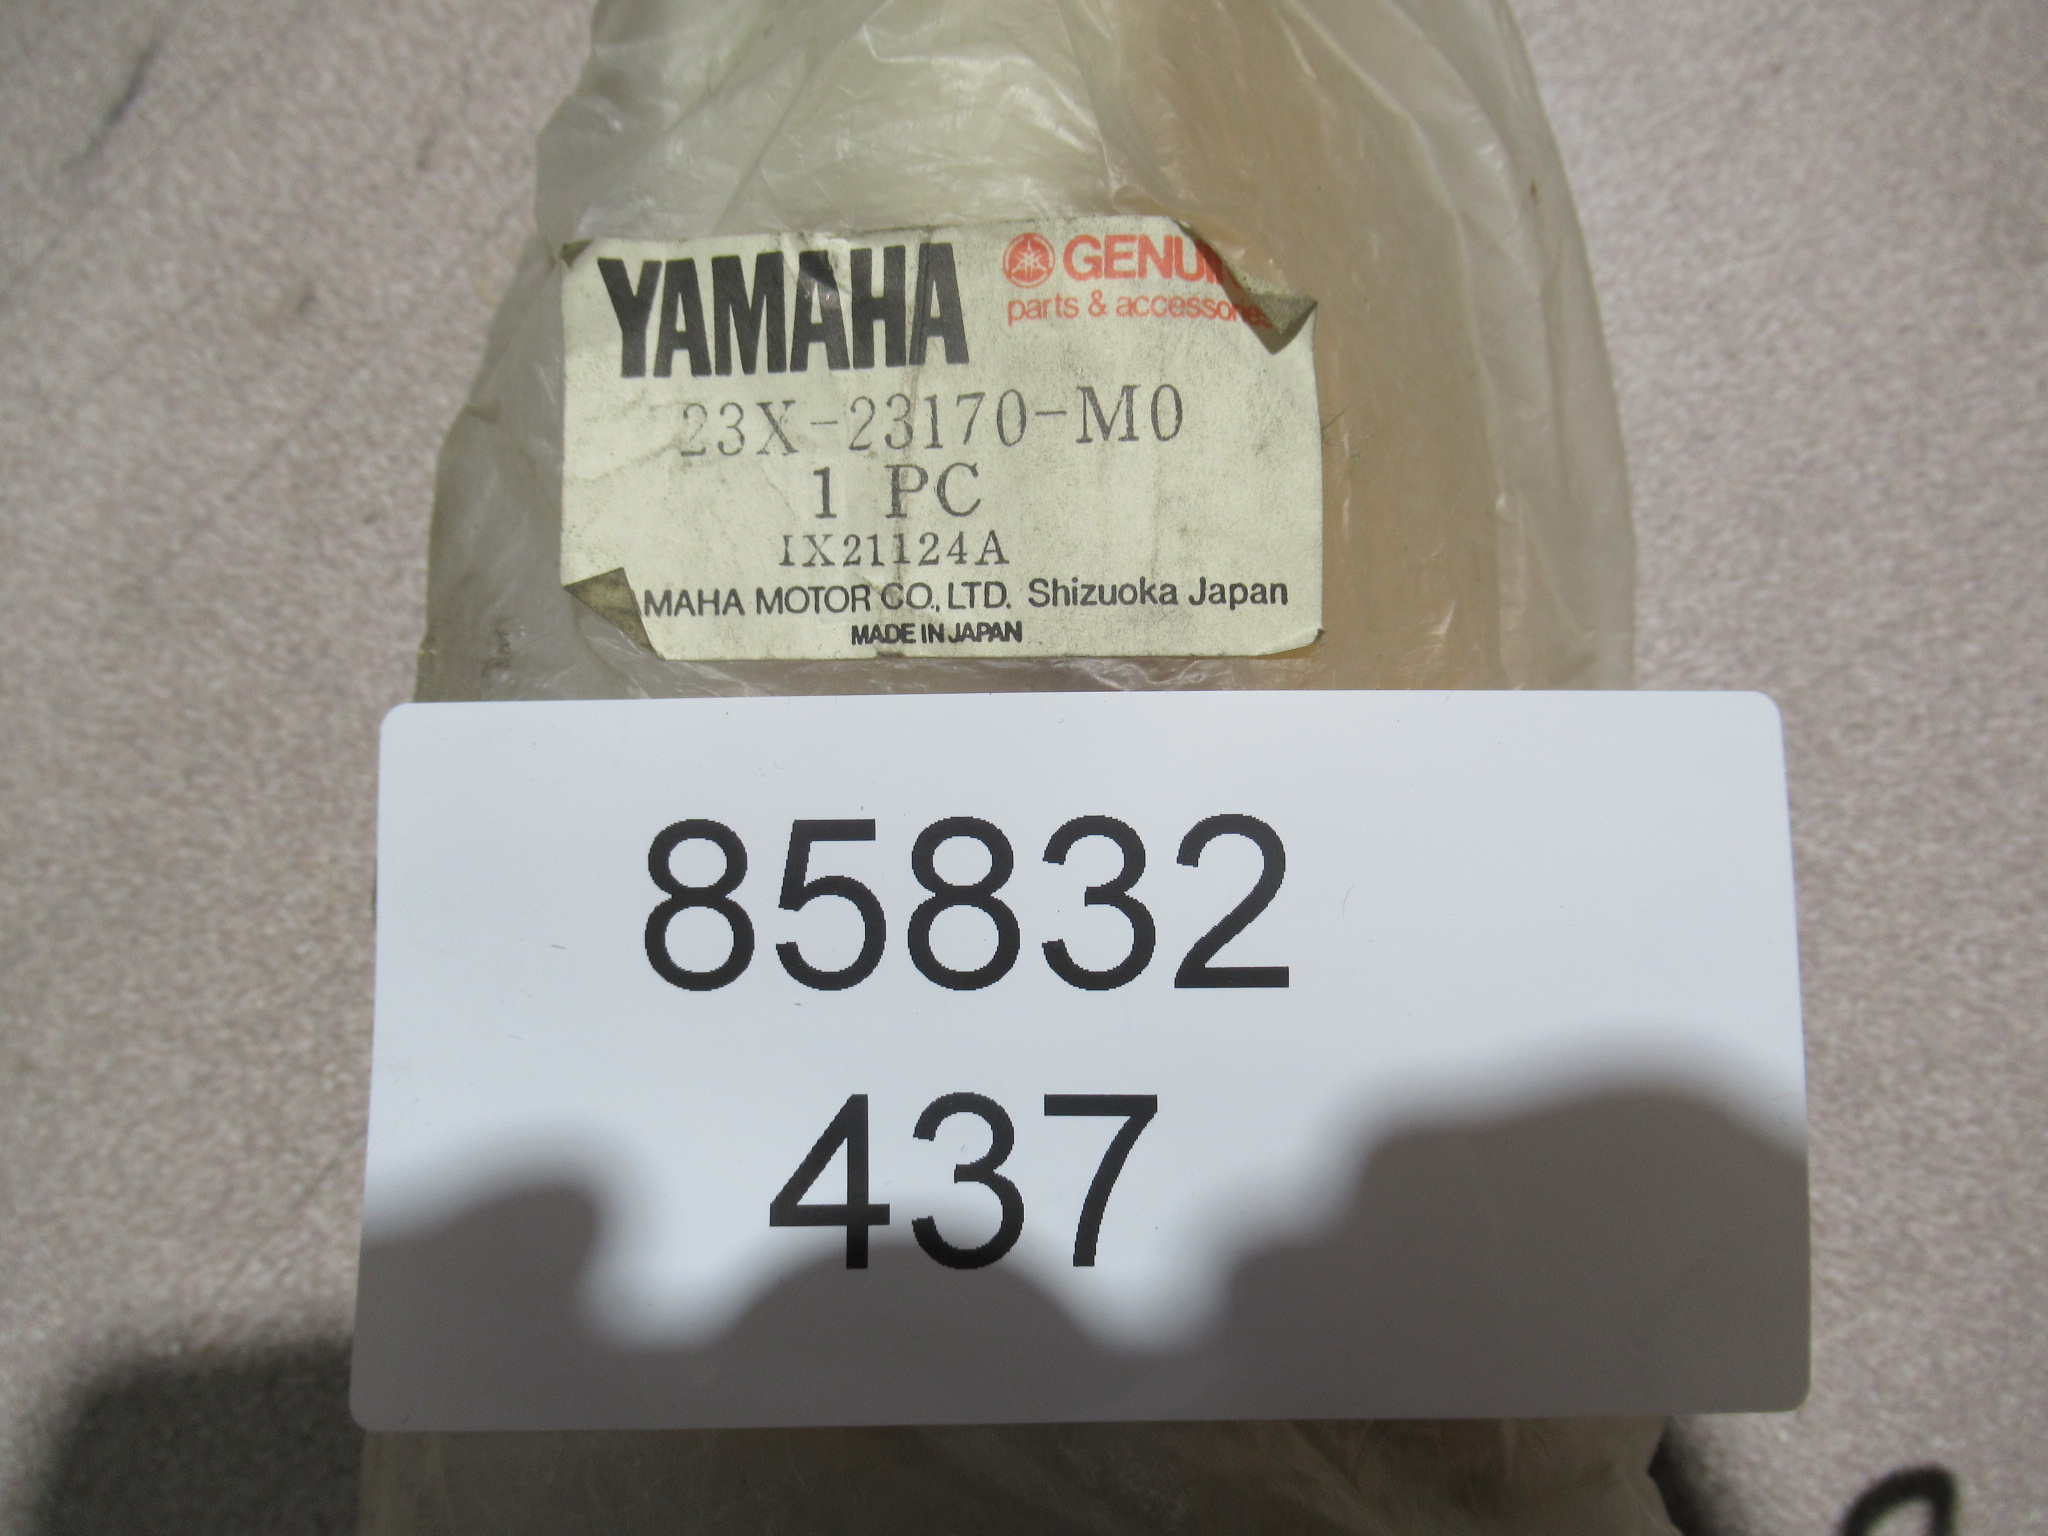 YAMAHA GENUI
parts & accessories
23X-23170-M0
1 PC
1X21124A
AMAHA MOTOR CO., LTD. Shizuoka Japan
MADE IN JAPAN
85832
437